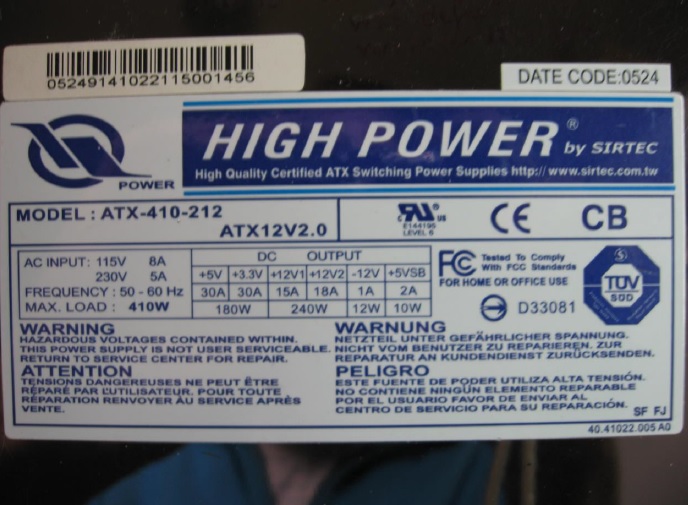 05249141022115001456
DATE CODE:0524
HIGH POWER® by SIRTEC
POWER
High Quality Certified ATX Switching Power Supplies http://www.sirtec.com.tw
MODEL : ATX-410-212
ATX12V2.0
c RU US
E144195
LEVEL 6
CE
CB
AC INPUT: 115V 8A
230V 5A
FREQUENCY : 50 - 60 Hz
MAX. LOAD : 410W
DC OUTPUT
+5V +3.3V +12V1 +12V2 -12V +5VSB
30A 30A 15A 18A 1A 2A
180W 240W 12W 10W
FC Tested To Comply
With FCC Standards
FOR HOME OR OFFICE USE
D33081
TÜV
SÜD
WARNING
HAZARDOUS VOLTAGES CONTAINED WITHIN.
THIS POWER SUPPLY IS NOT USER SERVICEABLE.
RETURN TO SERVICE CENTER FOR REPAIR.
WARNUNG
NETZTEIL UNTER GEFÄHRLICHER SPANNUNG.
NICHT VOM BENUTZER ZU REPARIEREN. ZUR
REPARATUR AN KUNDENDIENST ZURÜCKSENDEN.
ATTENTION
TENSIONS DANGEREUSES NE PEUT ÊTRE
RÉPARÉ PAR L'UTILISATEUR. POUR TOUTE
RÉPARATION RENVOYER AU SERVICE APRÈS
VENTE.
PELIGRO
ESTE FUENTE DE PODER UTILIZA ALTA TENSIÓN.
NO CONTIENE NINGÚN ELEMENTO REPARABLE
POR EL USUARIO FAVOR DE ENVIAR AL
CENTRO DE SERVICIO PARA SU REPARACIÓN.
SF FJ
40.41022.005 A0